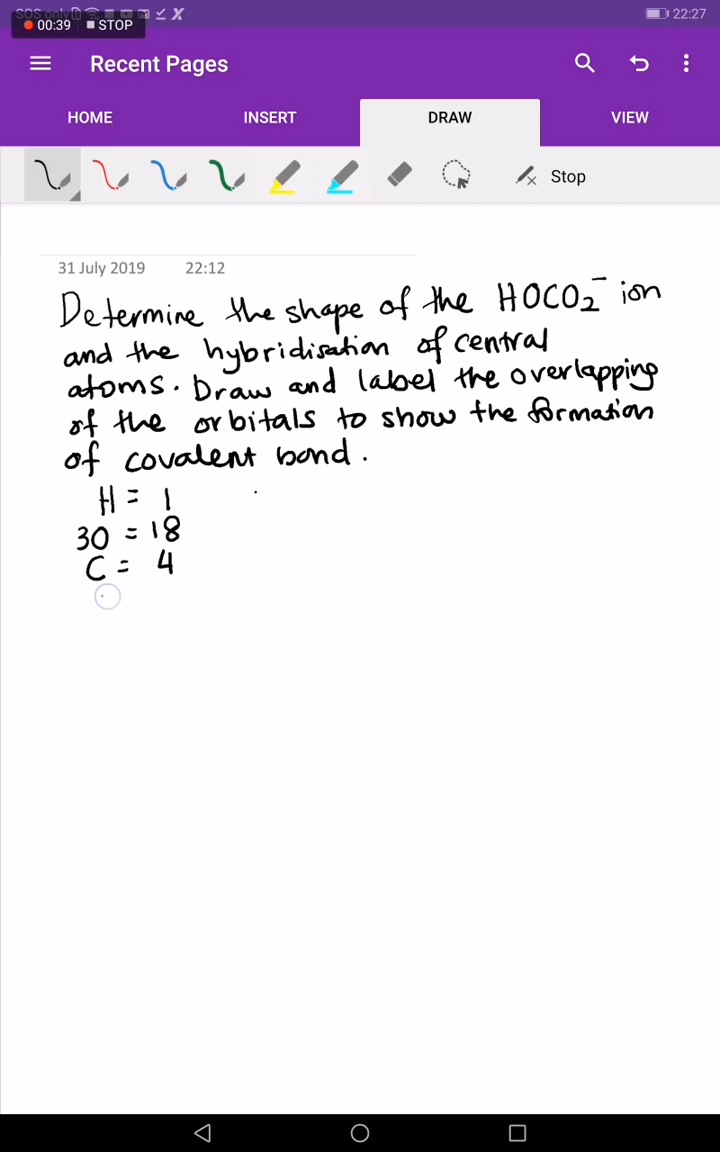 SOS only 22:27
00:39 STOP
Recent Pages
HOME INSERT DRAW VIEW
Stop
31 July 2019 22:12
Determine the shape of the HOCO₂⁻ ion
and the hybridisation of central
atoms. Draw and label the overlapping
of the orbitals to show the formation
of covalent bond.
H = 1
3O = 18
C = 4